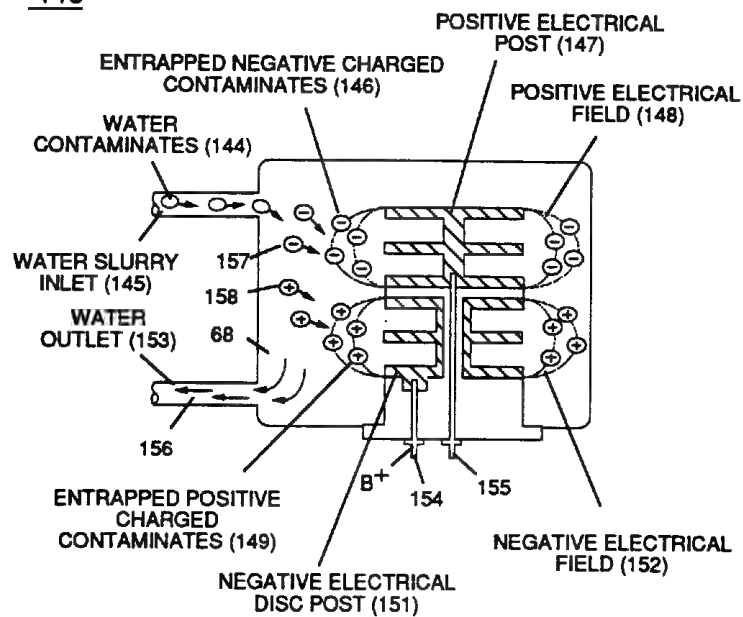 POSITIVE ELECTRICAL
POST (147)
ENTRAPPED NEGATIVE CHARGED
CONTAMINATES (146)
POSITIVE ELECTRICAL
FIELD (148)
WATER
CONTAMINATES (144)
WATER SLURRY
INLET (145)
157
158
WATER
OUTLET (153)
68
156
B+
154
155
ENTRAPPED POSITIVE
CHARGED
CONTAMINATES (149)
NEGATIVE ELECTRICAL
FIELD (152)
NEGATIVE ELECTRICAL
DISC POST (151)